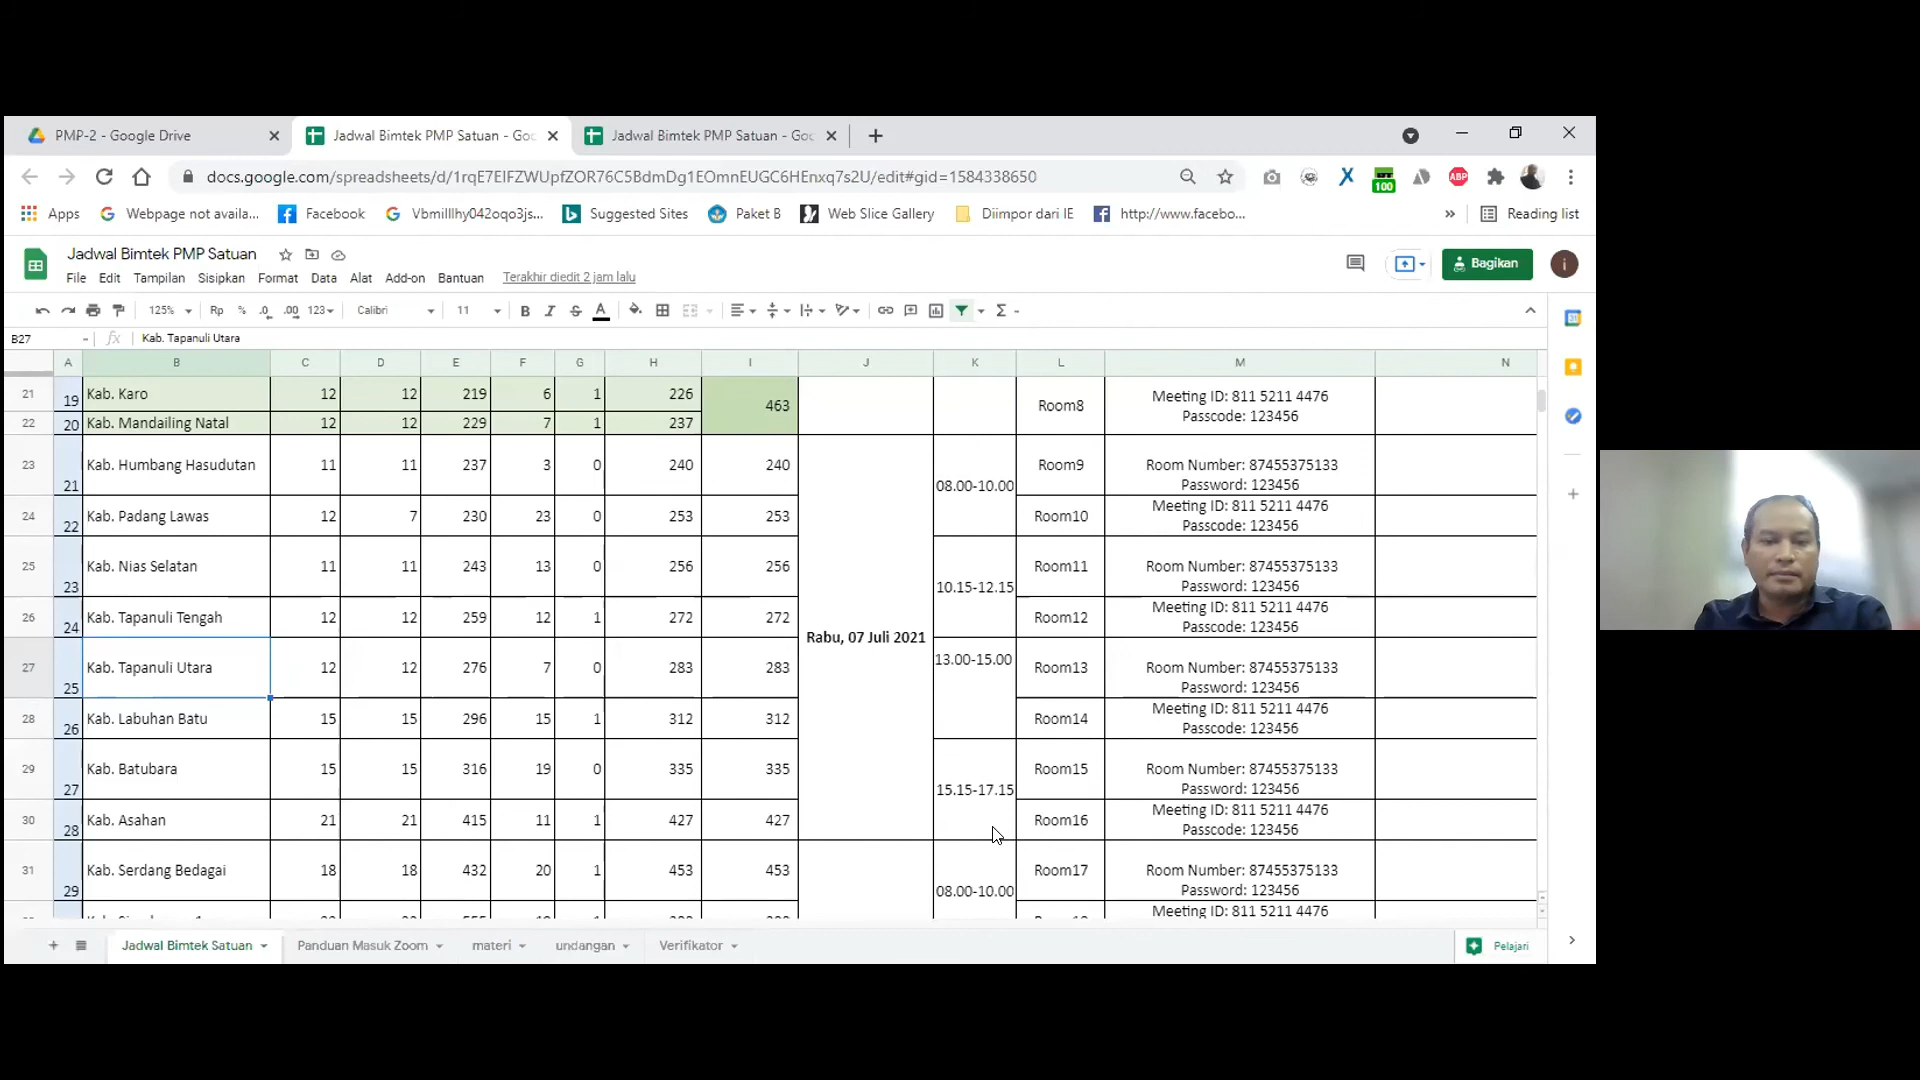 PMP-2 - Google Drive
Jadwal Bimtek PMP Satuan - Goo
Jadwal Bimtek PMP Satuan - Goo
docs.google.com/spreadsheets/d/1rqE7ElFZWUpfZOR76C5BdmDg1EOmnEUGC6HEnxq7s2U/edit#gid=1584338650
100
ABP
Apps
Webpage not availa...
Facebook
Vbmilllhy042oqo3js...
Suggested Sites
Paket B
Web Slice Gallery
Diimpor dari IE
http://www.facebo...
Reading list
Jadwal Bimtek PMP Satuan
File Edit Tampilan Sisipkan Format Data Alat Add-on Bantuan Terakhir diedit 2 jam lalu
Bagikan
i
125% Rp % .0 .00 123 Calibri 11 B I S A
B27 fx Kab. Tapanuli Utara
A B C D E F G H I J K L M N
21 19 Kab. Karo 12 12 219 6 1 226 463 Room8 Meeting ID: 811 5211 4476
Passcode: 123456
22 20 Kab. Mandailing Natal 12 12 229 7 1 237
23 21 Kab. Humbang Hasudutan 11 11 237 3 0 240 240 08.00-10.00 Room9 Room Number: 87455375133
Password: 123456
24 22 Kab. Padang Lawas 12 7 230 23 0 253 253 Room10 Meeting ID: 811 5211 4476
Passcode: 123456
25 23 Kab. Nias Selatan 11 11 243 13 0 256 256 10.15-12.15 Room11 Room Number: 87455375133
Password: 123456
26 24 Kab. Tapanuli Tengah 12 12 259 12 1 272 272 Room12 Meeting ID: 811 5211 4476
Passcode: 123456
Rabu, 07 Juli 2021
27 25 Kab. Tapanuli Utara 12 12 276 7 0 283 283 13.00-15.00 Room13 Room Number: 87455375133
Password: 123456
28 26 Kab. Labuhan Batu 15 15 296 15 1 312 312 Room14 Meeting ID: 811 5211 4476
Passcode: 123456
29 27 Kab. Batubara 15 15 316 19 0 335 335 15.15-17.15 Room15 Room Number: 87455375133
Password: 123456
30 28 Kab. Asahan 21 21 415 11 1 427 427 Room16 Meeting ID: 811 5211 4476
Passcode: 123456
31 29 Kab. Serdang Bedagai 18 18 432 20 1 453 453 08.00-10.00 Room17 Room Number: 87455375133
Password: 123456
Meeting ID: 811 5211 4476
Jadwal Bimtek Satuan
Panduan Masuk Zoom
materi
undangan
Verifikator
Pelajari